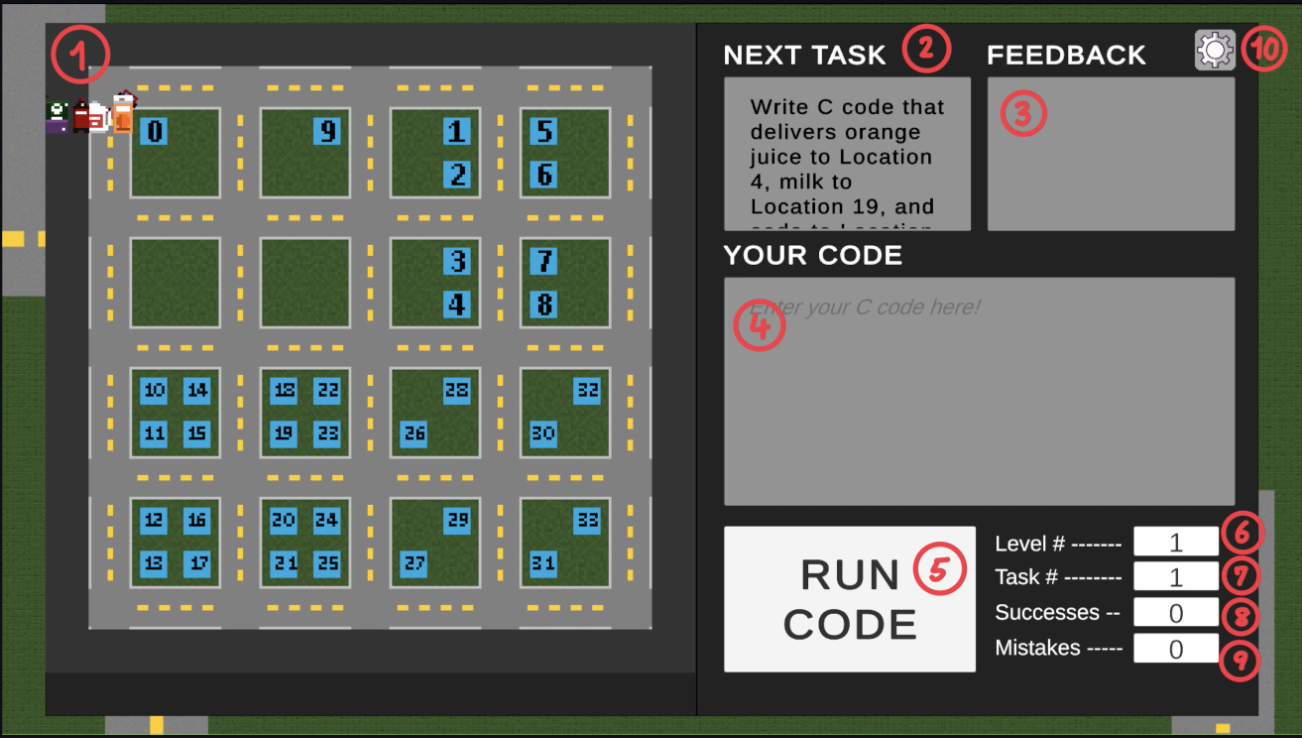 1
NEXT TASK 2 FEEDBACK 10
Write C code that
delivers orange
juice to Location
4, milk to
Location 19, and
3
YOUR CODE
Enter your C code here!
4
0 9 1 5
2 6
3 7
4 8
10 14 18 22 28 32
11 15 19 23 26 30
12 16 20 24 29 33
13 17 21 25 27 31
RUN
CODE
5
Level # ------- 1 6
Task # -------- 1 7
Successes -- 0 8
Mistakes ----- 0 9